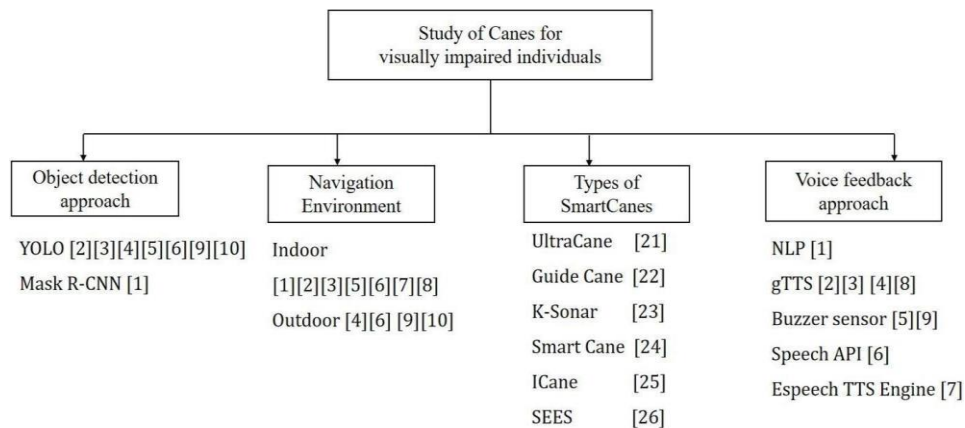 Study of Canes for
visually impaired individuals
Object detection
approach
YOLO [2][3][4][5][6][9][10]
Mask R-CNN [1]
Navigation
Environment
Indoor
[1][2][3][5][6][7][8]
Outdoor [4][6] [9][10]
Types of
SmartCanes
UltraCane [21]
Guide Cane [22]
K-Sonar [23]
Smart Cane [24]
ICane [25]
SEES [26]
Voice feedback
approach
NLP [1]
gTTS [2][3] [4][8]
Buzzer sensor [5][9]
Speech API [6]
Espeech TTS Engine [7]